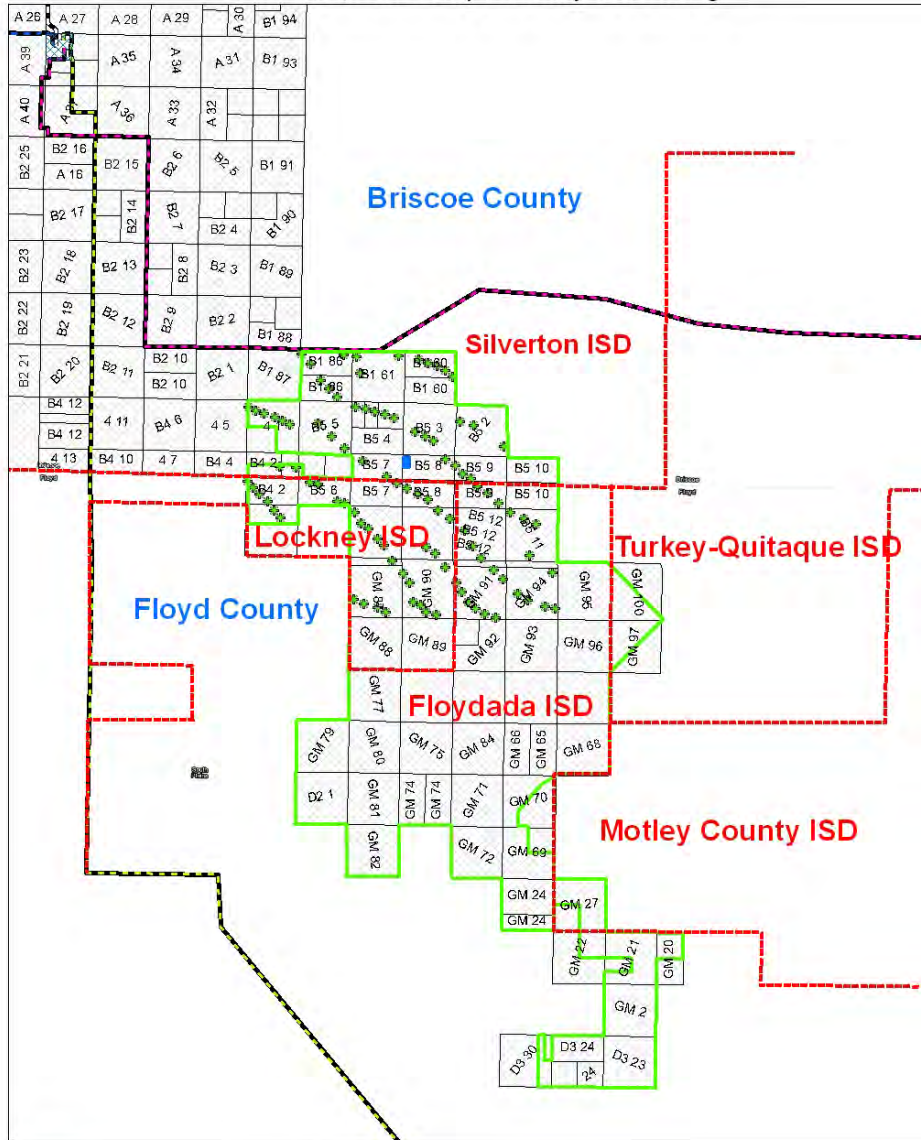 A 26 A 27 A 28 A 29 A 30 B1 94
A 39 A 35 A 34 A 31 B1 93
A 40 A 36 A 33 A 32
B2 25 B2 16 B2 15 B2 6 B2 5 B1 91
A 16
B2 17 B2 14 B2 7 B2 4 B1 90
Briscoe County
B2 23 B2 18 B2 13 B2 8 B2 3 B1 89
B2 22 B2 19 B2 12 B2 9 B2 2 B1 88
Silverton ISD
B2 21 B2 20 B2 11 B2 10 B2 1 B1 87 B1 86 B1 61 B1 60
B2 10 B1 86 B1 60
B4 12 4 11 B4 6 4 5 4 B5 5 B5 3 B5 2
B4 12 B5 4
4 13 B4 10 4 7 B4 4 B4 2 B5 7 B5 8 B5 9 B5 10
Floyd Briscoe
Floyd
B4 2 B5 6 B5 7 B5 8 B5 9 B5 10
B5 12
B5 12 B5 11
B5 12
Lockney ISD Turkey-Quitaque ISD
GM 90 GM 91 GM 94 GM 95 GM 100
Floyd County
GM 88 GM 89 GM 92 GM 93 GM 96 GM 97
GM 77
Floydada ISD
GM 79 GM 80 GM 75 GM 84 GM 66 GM 65 GM 68
D2 1 GM 81 GM 74 GM 74 GM 71 GM 70
Motley County ISD
GM 82 GM 72 GM 69
GM 24 GM 27
GM 24
GM 22 GM 21 GM 20
GM 2
D3 30 D3 24 D3 23
24